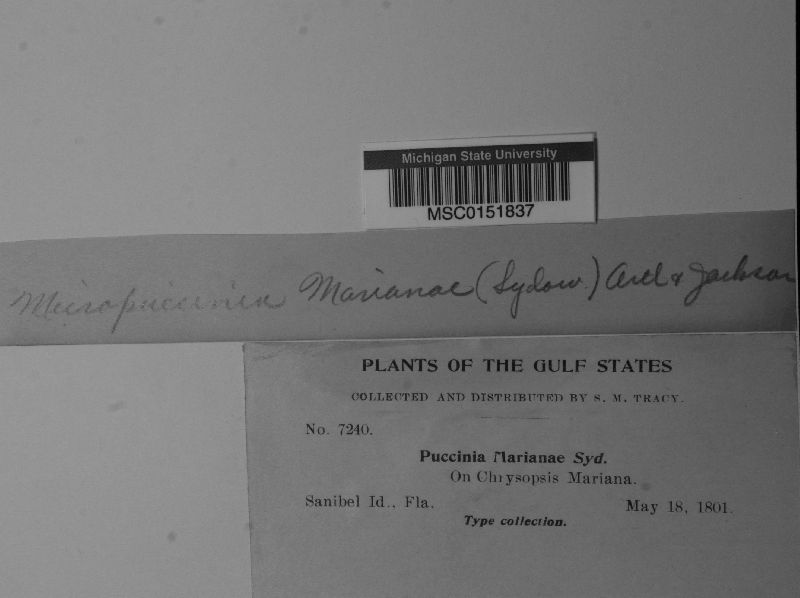 Michigan State University
MSC0151837
Micropuccinia Marianae (Sydow.) Art & Jackson
PLANTS OF THE GULF STATES
COLLECTED AND DISTRIBUTED BY S. M. TRACY.
No. 7240.
Puccinia Marianae Syd.
On Chrysopsis Mariana.
Sanibel Id., Fla. May 18, 1801.
Type collection.